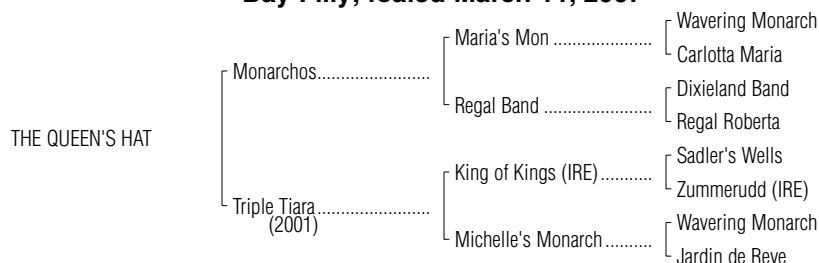 Bay Filly; foaled March 11, 2007
THE QUEEN'S HAT
Monarchos
Maria's Mon
Wavering Monarch
Carlotta Maria
Regal Band
Dixieland Band
Regal Roberta
Triple Tiara
(2001)
King of Kings (IRE)
Sadler's Wells
Zummerudd (IRE)
Michelle's Monarch
Wavering Monarch
Jardin de Reve